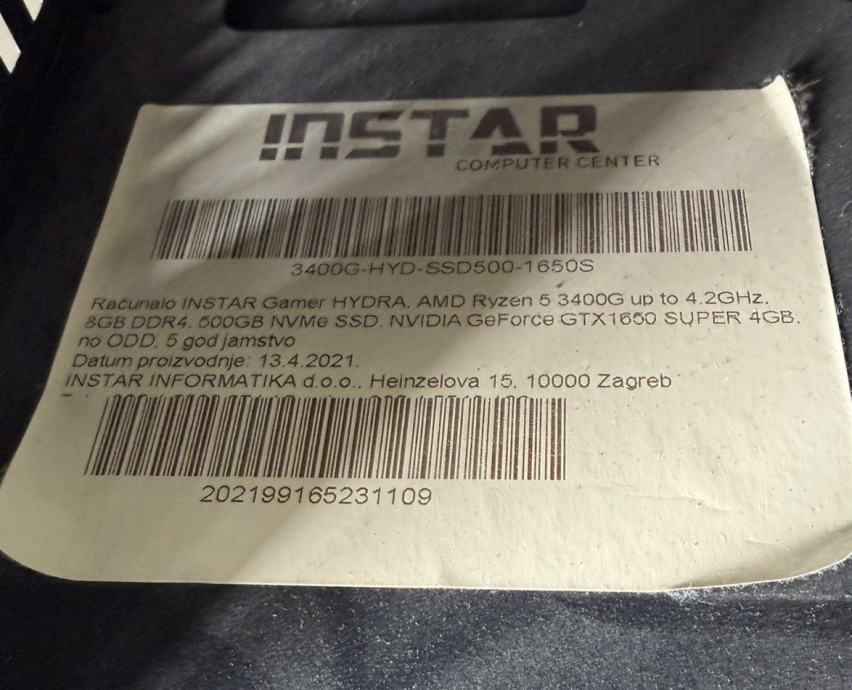 INSTAR
COMPUTER CENTER
3400G-HYD-SSD500-1650S
Računalo INSTAR Gamer HYDRA, AMD Ryzen 5 3400G up to 4.2GHz,
8GB DDR4, 500GB NVMe SSD, NVIDIA GeForce GTX1650 SUPER 4GB,
no ODD, 5 god jamstvo
Datum proizvodnje: 13.4.2021.
INSTAR INFORMATIKA d.o.o., Heinzelova 15, 10000 Zagreb
202199165231109